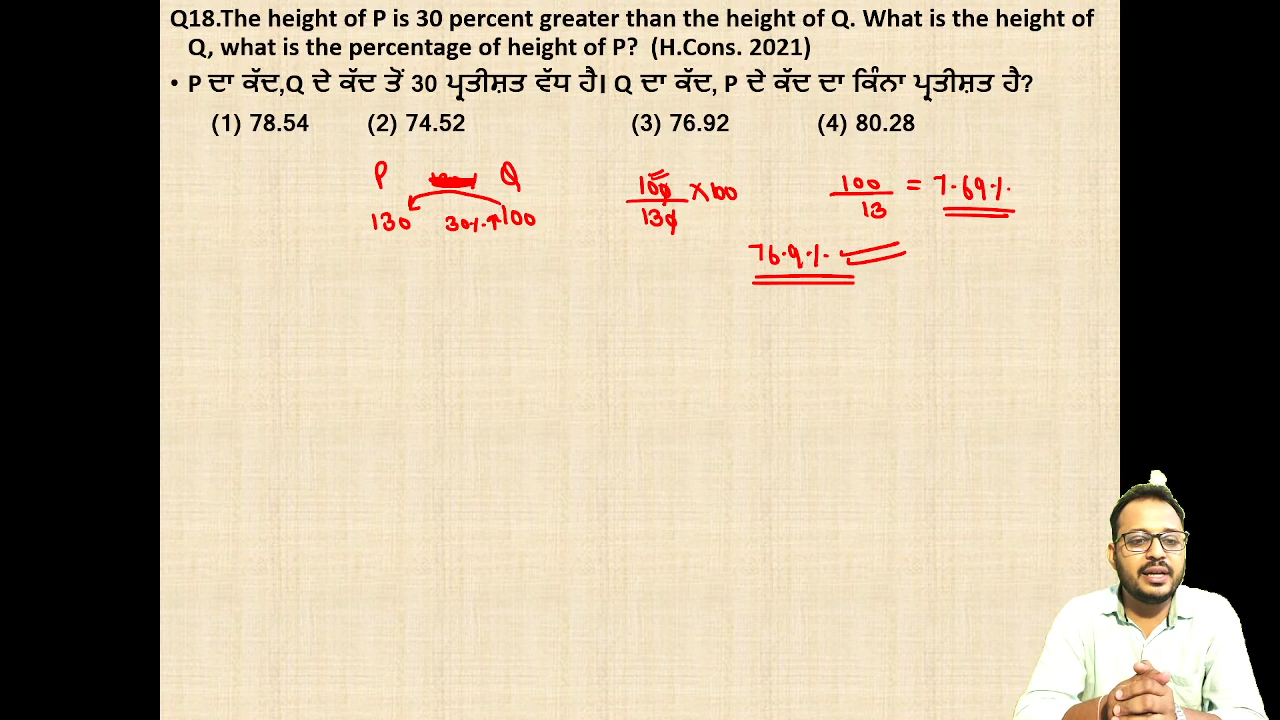 Q18.The height of P is 30 percent greater than the height of Q. What is the height of
Q, what is the percentage of height of P? (H.Cons. 2021)
• P ਦਾ ਕੱਦ,Q ਦੇ ਕੱਦ ਤੋਂ 30 ਪ੍ਰਤੀਸ਼ਤ ਵੱਧ ਹੈ। Q ਦਾ ਕੱਦ, P ਦੇ ਕੱਦ ਦਾ ਕਿੰਨਾ ਪ੍ਰਤੀਸ਼ਤ ਹੈ?
(1) 78.54 (2) 74.52 (3) 76.92 (4) 80.28
P Q
130 30%↑ 100
100/130 × 100
100/13 = 7.69%
76.9%